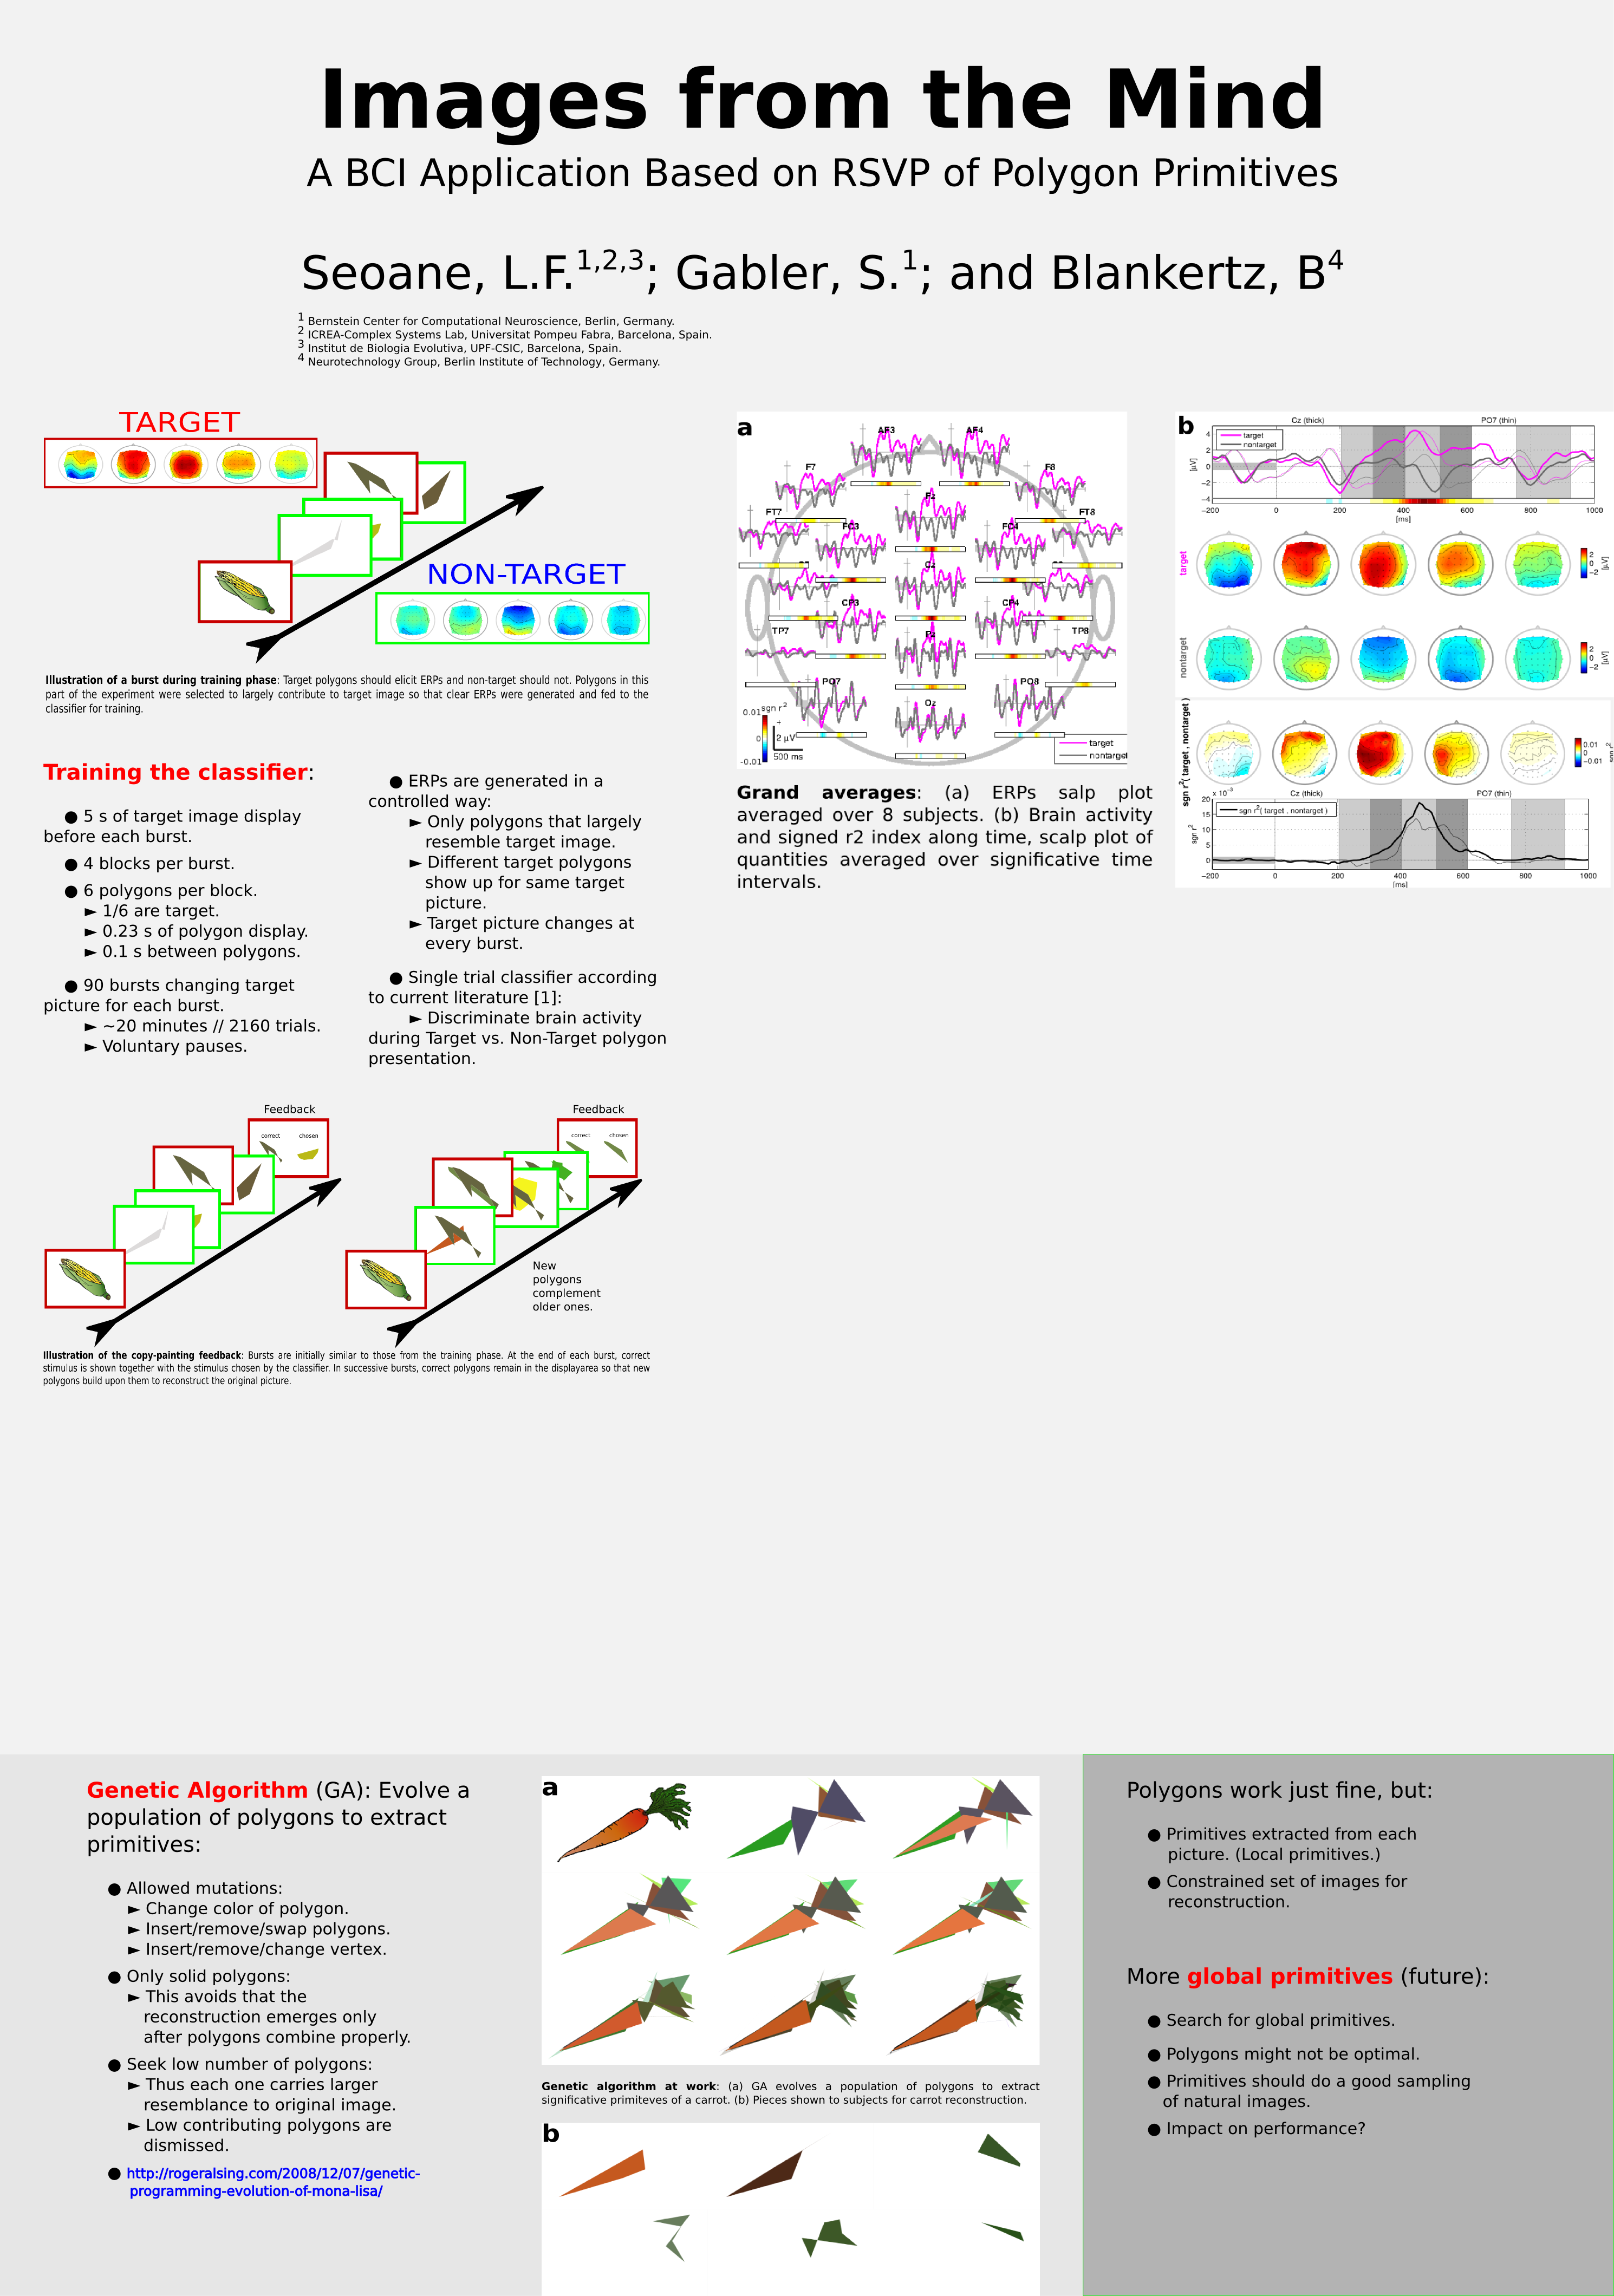 Images from the Mind
A BCI Application Based on RSVP of Polygon Primitives
Seoane, L.F.1,2,3; Gabler, S.1; and Blankertz, B4
1 Bernstein Center for Computational Neuroscience, Berlin, Germany.
2 ICREA-Complex Systems Lab, Universitat Pompeu Fabra, Barcelona, Spain.
3 Institut de Biologia Evolutiva, UPF-CSIC, Barcelona, Spain.
4 Neurotechnology Group, Berlin Institute of Technology, Germany.
TARGET
NON-TARGET
Illustration of a burst during training phase: Target polygons should elicit ERPs and non-target should not. Polygons in this
part of the experiment were selected to largely contribute to target image so that clear ERPs were generated and fed to the
classifier for training.
Training the classifier:
● 5 s of target image display
before each burst.
● 4 blocks per burst.
● 6 polygons per block.
► 1/6 are target.
► 0.23 s of polygon display.
► 0.1 s between polygons.
● 90 bursts changing target
picture for each burst.
► ~20 minutes // 2160 trials.
► Voluntary pauses.
● ERPs are generated in a
controlled way:
► Only polygons that largely
resemble target image.
► Different target polygons
show up for same target
picture.
► Target picture changes at
every burst.
● Single trial classifier according
to current literature [1]:
► Discriminate brain activity
during Target vs. Non-Target polygon
presentation.
Feedback
correct chosen
Feedback
correct chosen
New
polygons
complement
older ones.
Illustration of the copy-painting feedback: Bursts are initially similar to those from the training phase. At the end of each burst, correct
stimulus is shown together with the stimulus chosen by the classifier. In successive bursts, correct polygons remain in the displayarea so that new
polygons build upon them to reconstruct the original picture.
a
AF3 AF4
F7 F8
Fz
FT7 FC3 FC4 FT8
Cz
CP3 CP4
TP7 Pz TP8
PO7 PO8
Oz
0.01 sgn r2
0
-0.01
+
2 µV
500 ms
target
nontarget
Grand averages: (a) ERPs salp plot
averaged over 8 subjects. (b) Brain activity
and signed r2 index along time, scalp plot of
quantities averaged over significative time
intervals.
b
Cz (thick) PO7 (thin)
target
nontarget
[µV]
4
2
0
−2
−4
−200 0 200 400 600 800 1000
[ms]
target
2
0
−2
[µV]
nontarget
2
0
−2
[µV]
sgn r2( target , nontarget )
0.01
0
−0.01
sgn r2
x 10−3
Cz (thick) PO7 (thin)
sgn r2( target , nontarget )
sgn r2
20
15
10
5
0
−200 0 200 400 600 800 1000
[ms]
Genetic Algorithm (GA): Evolve a
population of polygons to extract
primitives:
● Allowed mutations:
► Change color of polygon.
► Insert/remove/swap polygons.
► Insert/remove/change vertex.
● Only solid polygons:
► This avoids that the
reconstruction emerges only
after polygons combine properly.
● Seek low number of polygons:
► Thus each one carries larger
resemblance to original image.
► Low contributing polygons are
dismissed.
● http://rogeralsing.com/2008/12/07/genetic-
programming-evolution-of-mona-lisa/
a
Genetic algorithm at work: (a) GA evolves a population of polygons to extract
significative primiteves of a carrot. (b) Pieces shown to subjects for carrot reconstruction.
b
Polygons work just fine, but:
● Primitives extracted from each
picture. (Local primitives.)
● Constrained set of images for
reconstruction.
More global primitives (future):
● Search for global primitives.
● Polygons might not be optimal.
● Primitives should do a good sampling
of natural images.
● Impact on performance?